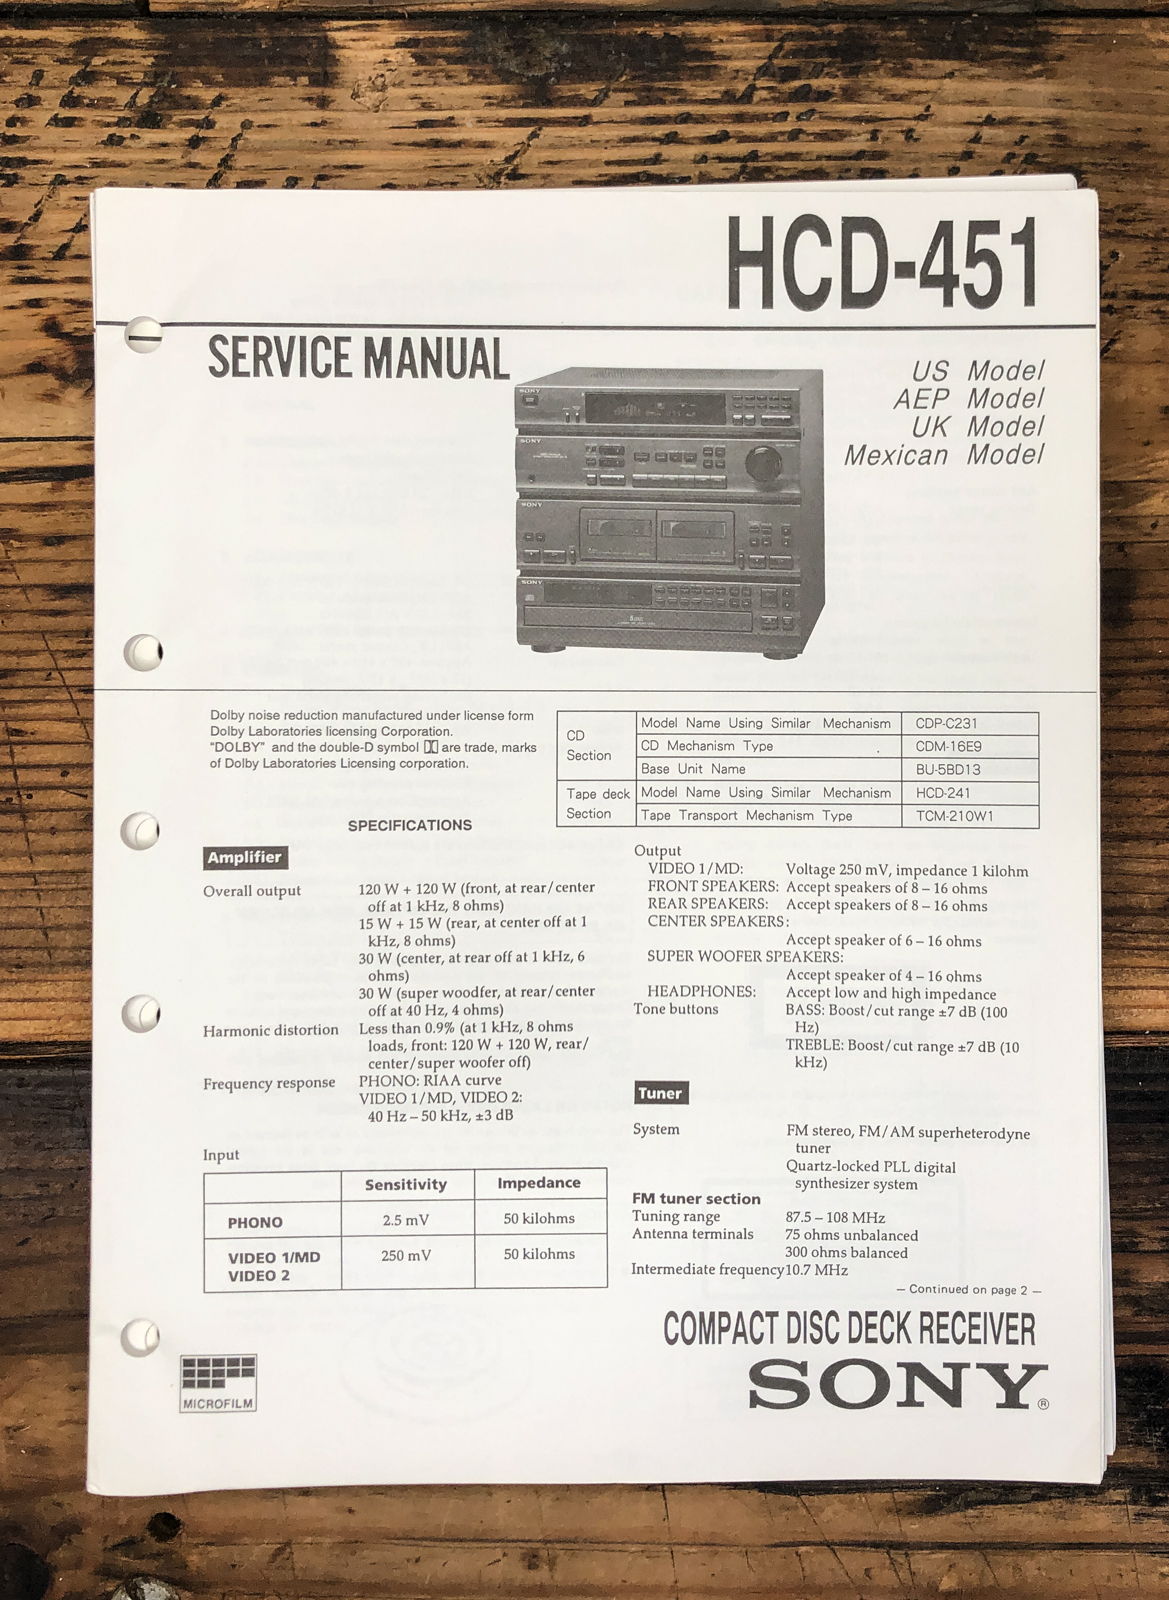 HCD-451
SERVICE MANUAL
US Model
AEP Model
UK Model
Mexican Model
SONY
SONY
SONY
SONY
Dolby noise reduction manufactured under license form
Dolby Laboratories licensing Corporation.
"DOLBY" and the double-D symbol are trade, marks
of Dolby Laboratories Licensing corporation.
CD Section
Model Name Using Similar Mechanism CDP-C231
CD Mechanism Type CDM-16E9
Base Unit Name BU-5BD13
Tape deck Section
Model Name Using Similar Mechanism HCD-241
Tape Transport Mechanism Type TCM-210W1
SPECIFICATIONS
Amplifier
Overall output 120 W + 120 W (front, at rear/center
off at 1 kHz, 8 ohms)
15 W + 15 W (rear, at center off at 1
kHz, 8 ohms)
30 W (center, at rear off at 1 kHz, 6
ohms)
30 W (super woodfer, at rear/center
off at 40 Hz, 4 ohms)
Harmonic distortion Less than 0.9% (at 1 kHz, 8 ohms
loads, front: 120 W + 120 W, rear/
center/super woofer off)
Frequency response PHONO: RIAA curve
VIDEO 1/MD, VIDEO 2:
40 Hz – 50 kHz, ±3 dB
Input
Sensitivity Impedance
PHONO 2.5 mV 50 kilohms
VIDEO 1/MD 250 mV 50 kilohms
VIDEO 2
Output
VIDEO 1/MD: Voltage 250 mV, impedance 1 kilohm
FRONT SPEAKERS: Accept speakers of 8 – 16 ohms
REAR SPEAKERS: Accept speakers of 8 – 16 ohms
CENTER SPEAKERS:
Accept speaker of 6 – 16 ohms
SUPER WOOFER SPEAKERS:
Accept speaker of 4 – 16 ohms
HEADPHONES: Accept low and high impedance
Tone buttons BASS: Boost/cut range ±7 dB (100
Hz)
TREBLE: Boost/cut range ±7 dB (10
kHz)
Tuner
System FM stereo, FM/AM superheterodyne
tuner
Quartz-locked PLL digital
synthesizer system
FM tuner section
Tuning range 87.5 – 108 MHz
Antenna terminals 75 ohms unbalanced
300 ohms balanced
Intermediate frequency 10.7 MHz
— Continued on page 2 —
COMPACT DISC DECK RECEIVER
SONY®
MICROFILM